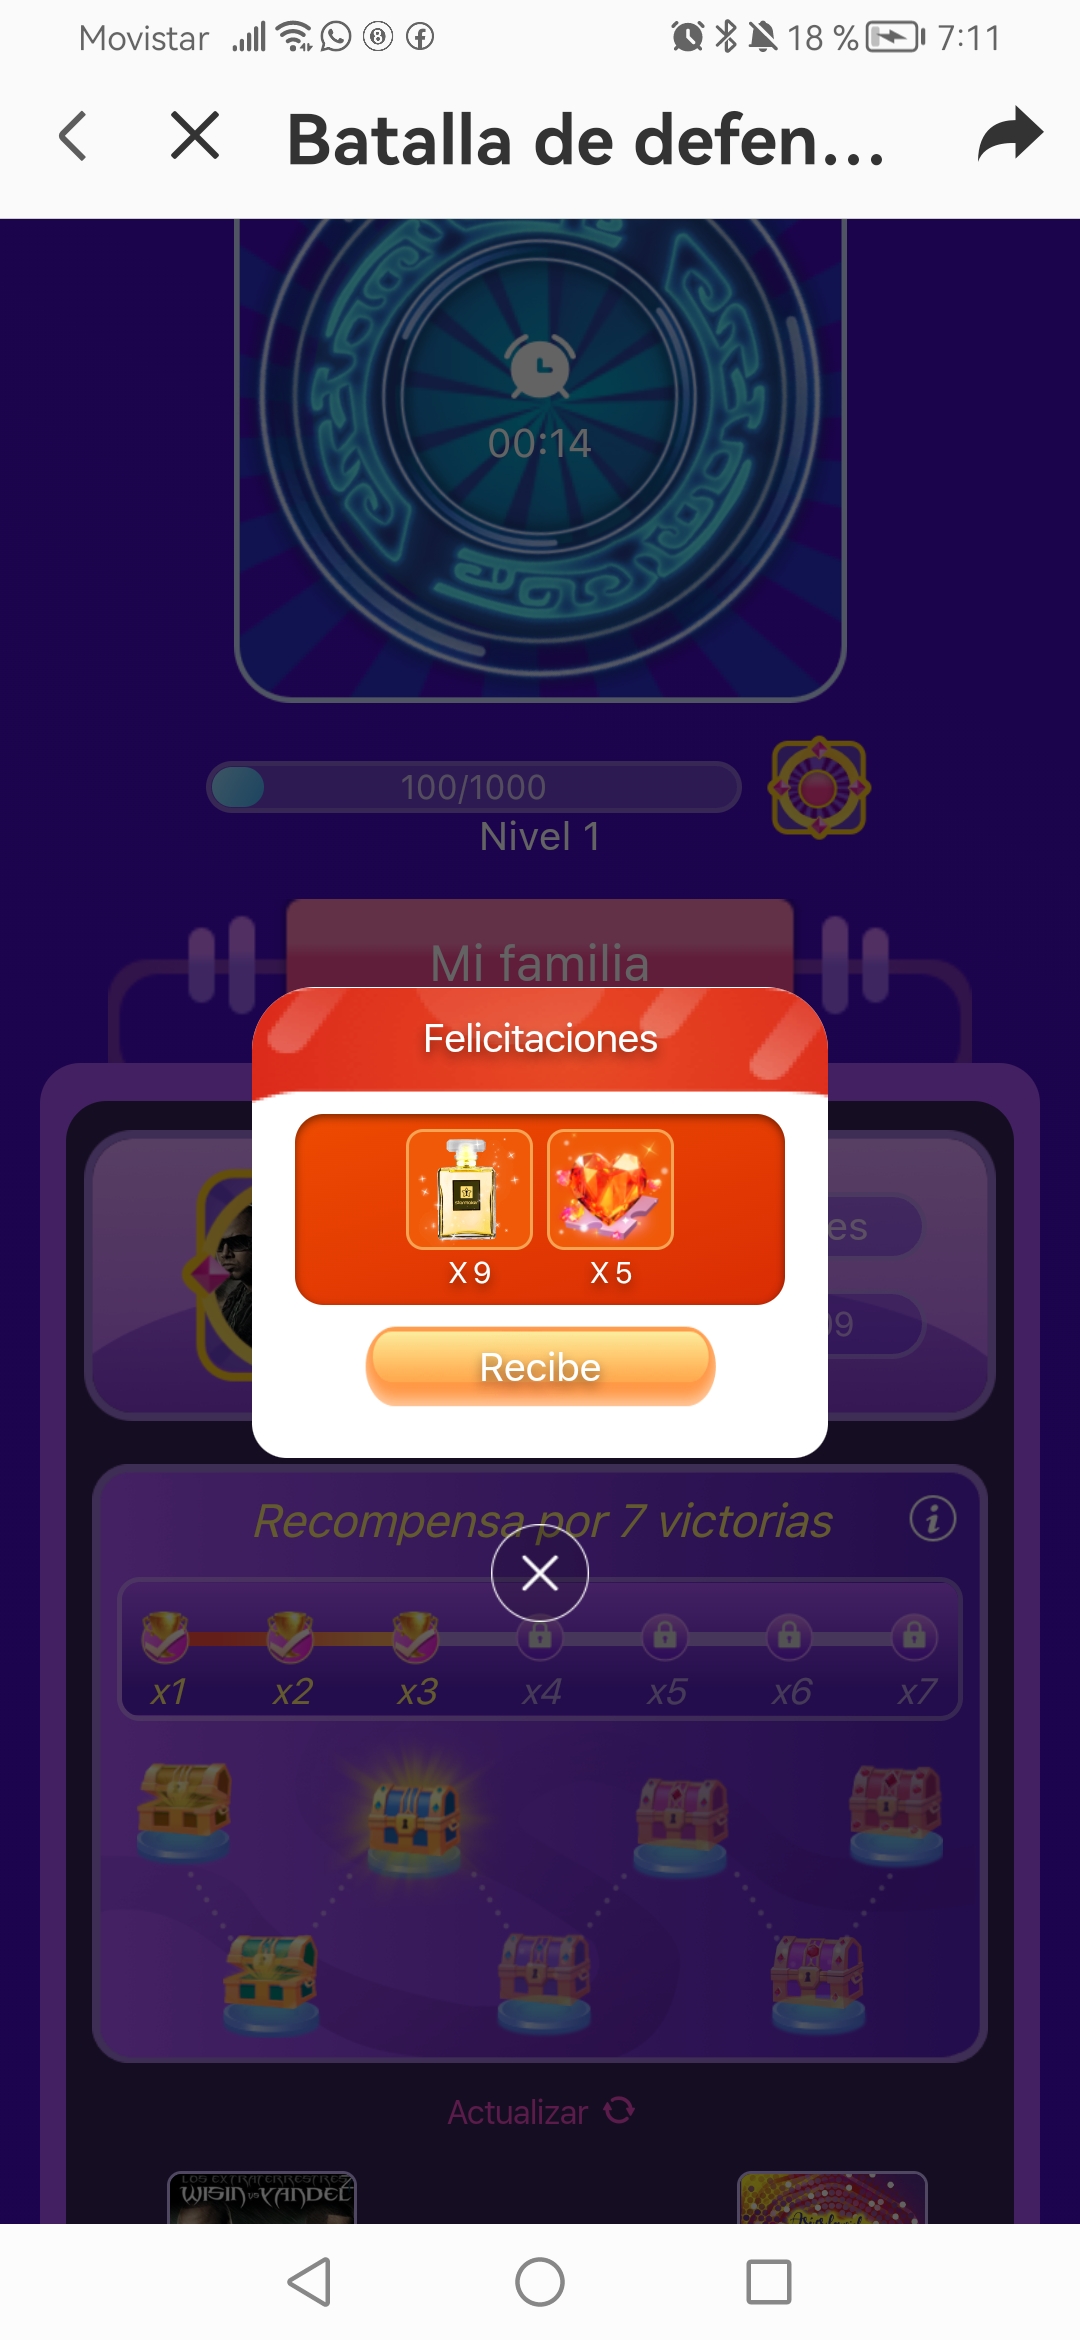 Movistar 18 % 7:11
Batalla de defen...
00:14
100/1000
Nivel 1
Mi familia
Felicitaciones
es
X 9 X 5
09
Recibe
Recompensa por 7 victorias
x1 x2 x3 x4 x5 x6 x7
Actualizar
LOS EXTRATERRESTRES
WISIN vs YANDEL